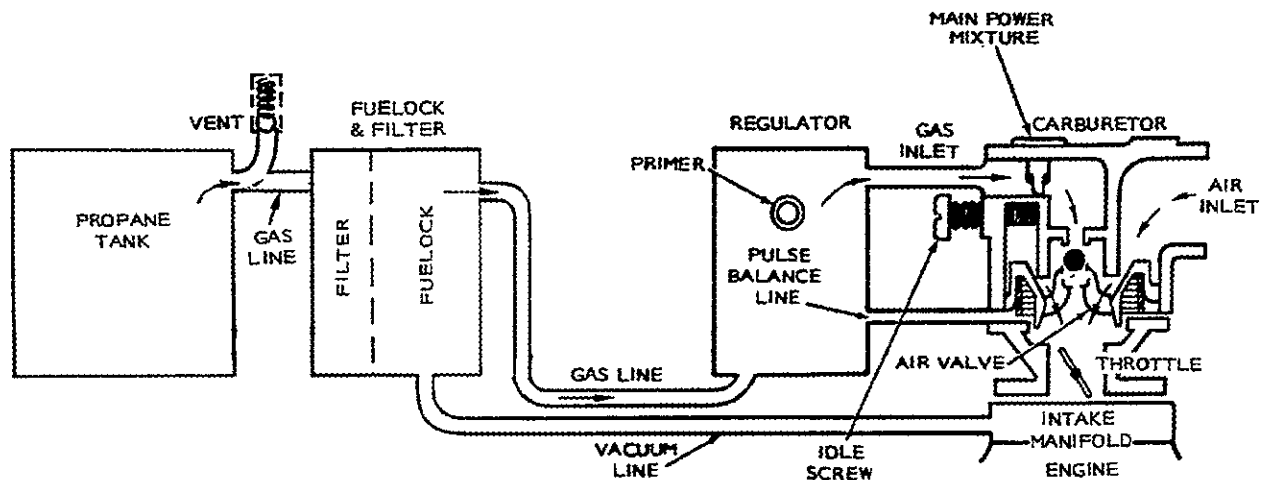 MAIN POWER
MIXTURE
VENT
FUELOCK
& FILTER
REGULATOR
GAS
INLET
CARBURETOR
PRIMER
AIR
INLET
PROPANE
TANK
GAS
LINE
FILTER
FUELOCK
PULSE
BALANCE
LINE
GAS LINE
AIR VALVE
THROTTLE
VACUUM
LINE
IDLE
SCREW
INTAKE
MANIFOLD
ENGINE